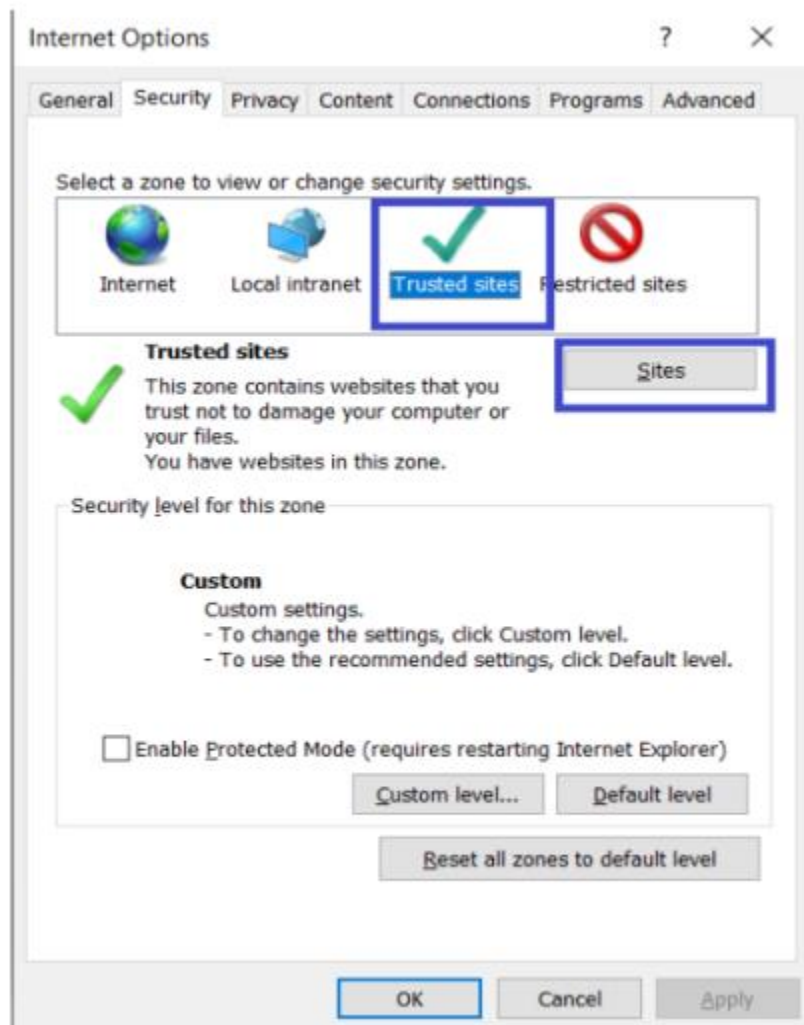 Internet Options
?
General Security Privacy Content Connections Programs Advanced
Select a zone to view or change security settings.
Internet Local intranet Trusted sites Restricted sites
Trusted sites
Sites
This zone contains websites that you
trust not to damage your computer or
your files.
You have websites in this zone.
Security level for this zone
Custom
Custom settings.
- To change the settings, click Custom level.
- To use the recommended settings, click Default level.
Enable Protected Mode (requires restarting Internet Explorer)
Custom level... Default level
Reset all zones to default level
OK Cancel Apply